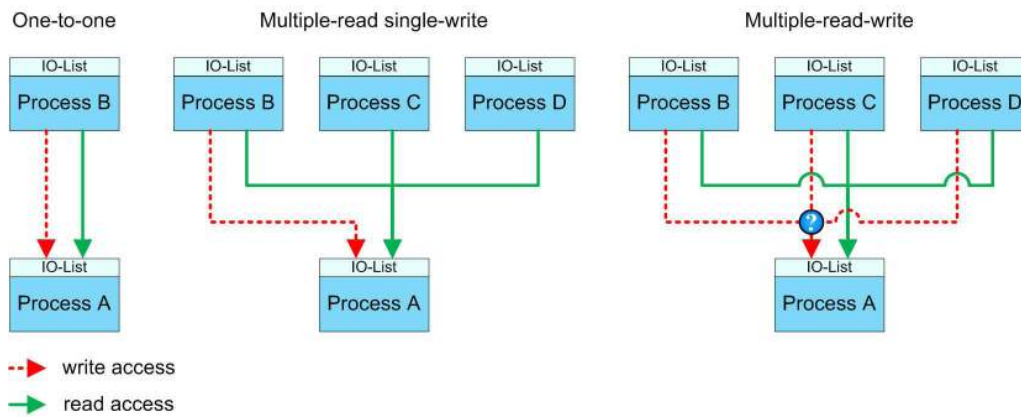 One-to-one
Multiple-read single-write
Multiple-read-write
IO-List
Process B
IO-List
Process B
IO-List
Process C
IO-List
Process D
IO-List
Process B
IO-List
Process C
IO-List
Process D
?
IO-List
Process A
IO-List
Process A
IO-List
Process A
write access
read access